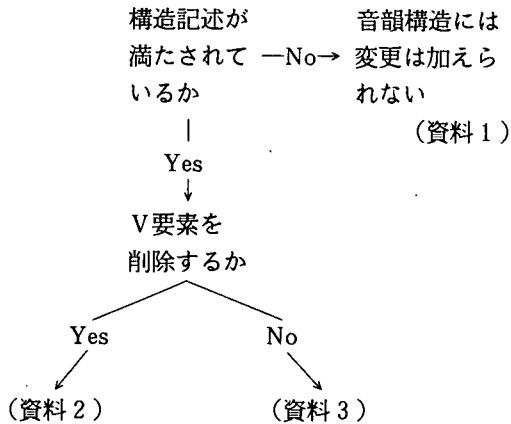 構造記述が
満たされて
いるか
No
音韻構造には
変更は加えら
れない
(資料1)
Yes
V要素を
削除するか
Yes
No
(資料2)
(資料3)